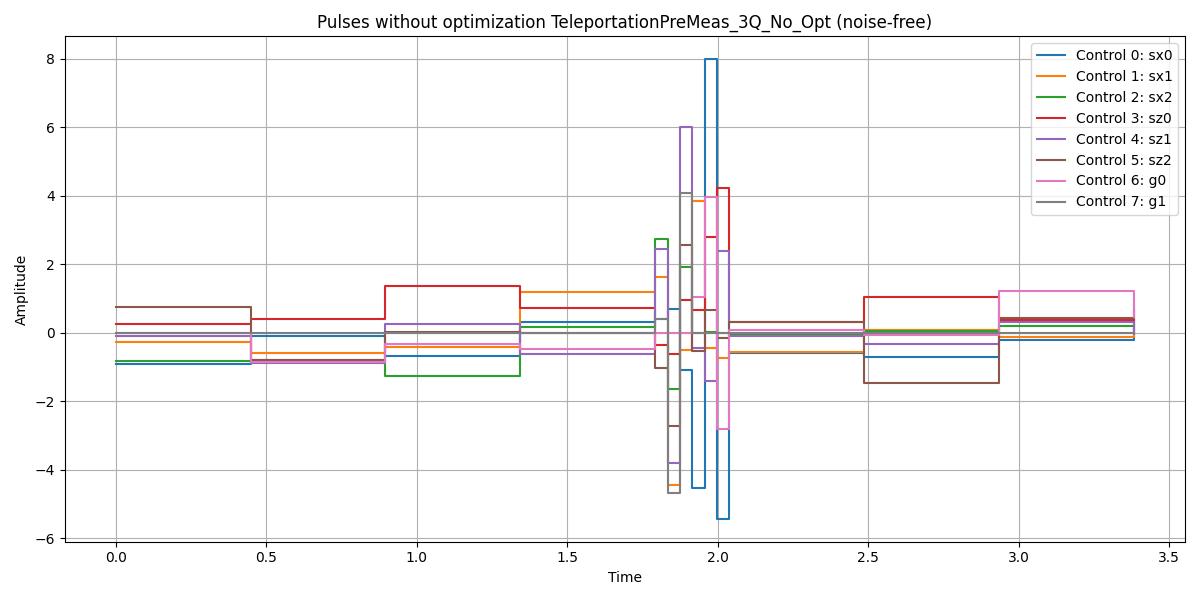 Pulses without optimization TeleportationPreMeas_3Q_No_Opt (noise-free)
8
6
4
2
0
−2
−4
−6
Amplitude
0.0 0.5 1.0 1.5 2.0 2.5 3.0 3.5
Time
Control 0: sx0
Control 1: sx1
Control 2: sx2
Control 3: sz0
Control 4: sz1
Control 5: sz2
Control 6: g0
Control 7: g1